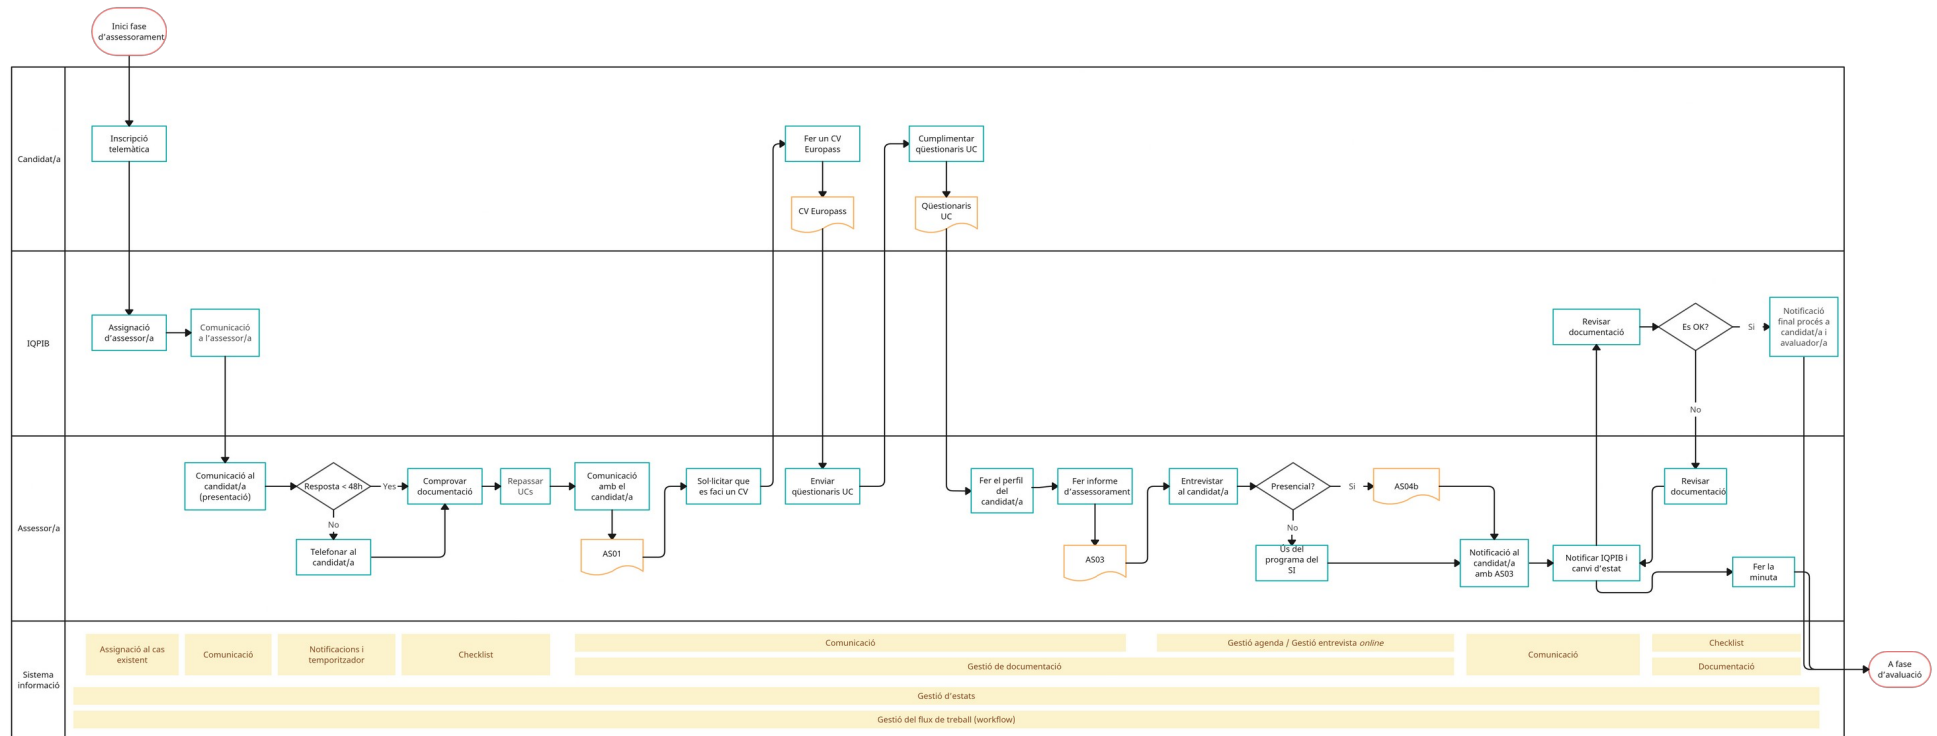 Inici fase
d'assessorament
Candidat/a
Inscripció
telemàtica
Fer un CV
Europass
Cumplimentar
qüestionaris UC
CV Europass
Qüestionaris
UC
IQPIB
Assignació
d'assessor/a
Comunicació
a l'assessor/a
Revisar
documentació
Es OK?
Si
Notificació
final procés a
candidat/a i
avaluador/a
No
Assessor/a
Comunicació al
candidat/a
(presentació)
Resposta < 48h
Yes
Comprovar
documentació
Repassar
UCs
Comunicació
amb el
candidat/a
Sol·licitar que
es faci un CV
Enviar
qüestionaris UC
Fer el perfil
del
candidat/a
Fer informe
d'assessorament
Entrevistar
al candidat/a
Presencial?
Si
AS04b
Revisar
documentació
No
Telefonar al
candidat/a
AS01
AS03
No
Ús del
programa del
SI
Notificació al
candidat/a
amb AS03
Notificar IQPIB i
canvi d'estat
Fer la
minuta
Sistema
informació
Assignació al cas
existent
Comunicació
Notificacions i
temporitzador
Checklist
Comunicació
Gestió de documentació
Gestió agenda / Gestió entrevista online
Comunicació
Checklist
Documentació
Gestió d'estats
Gestió del flux de treball (workflow)
A fase
d'avaluació